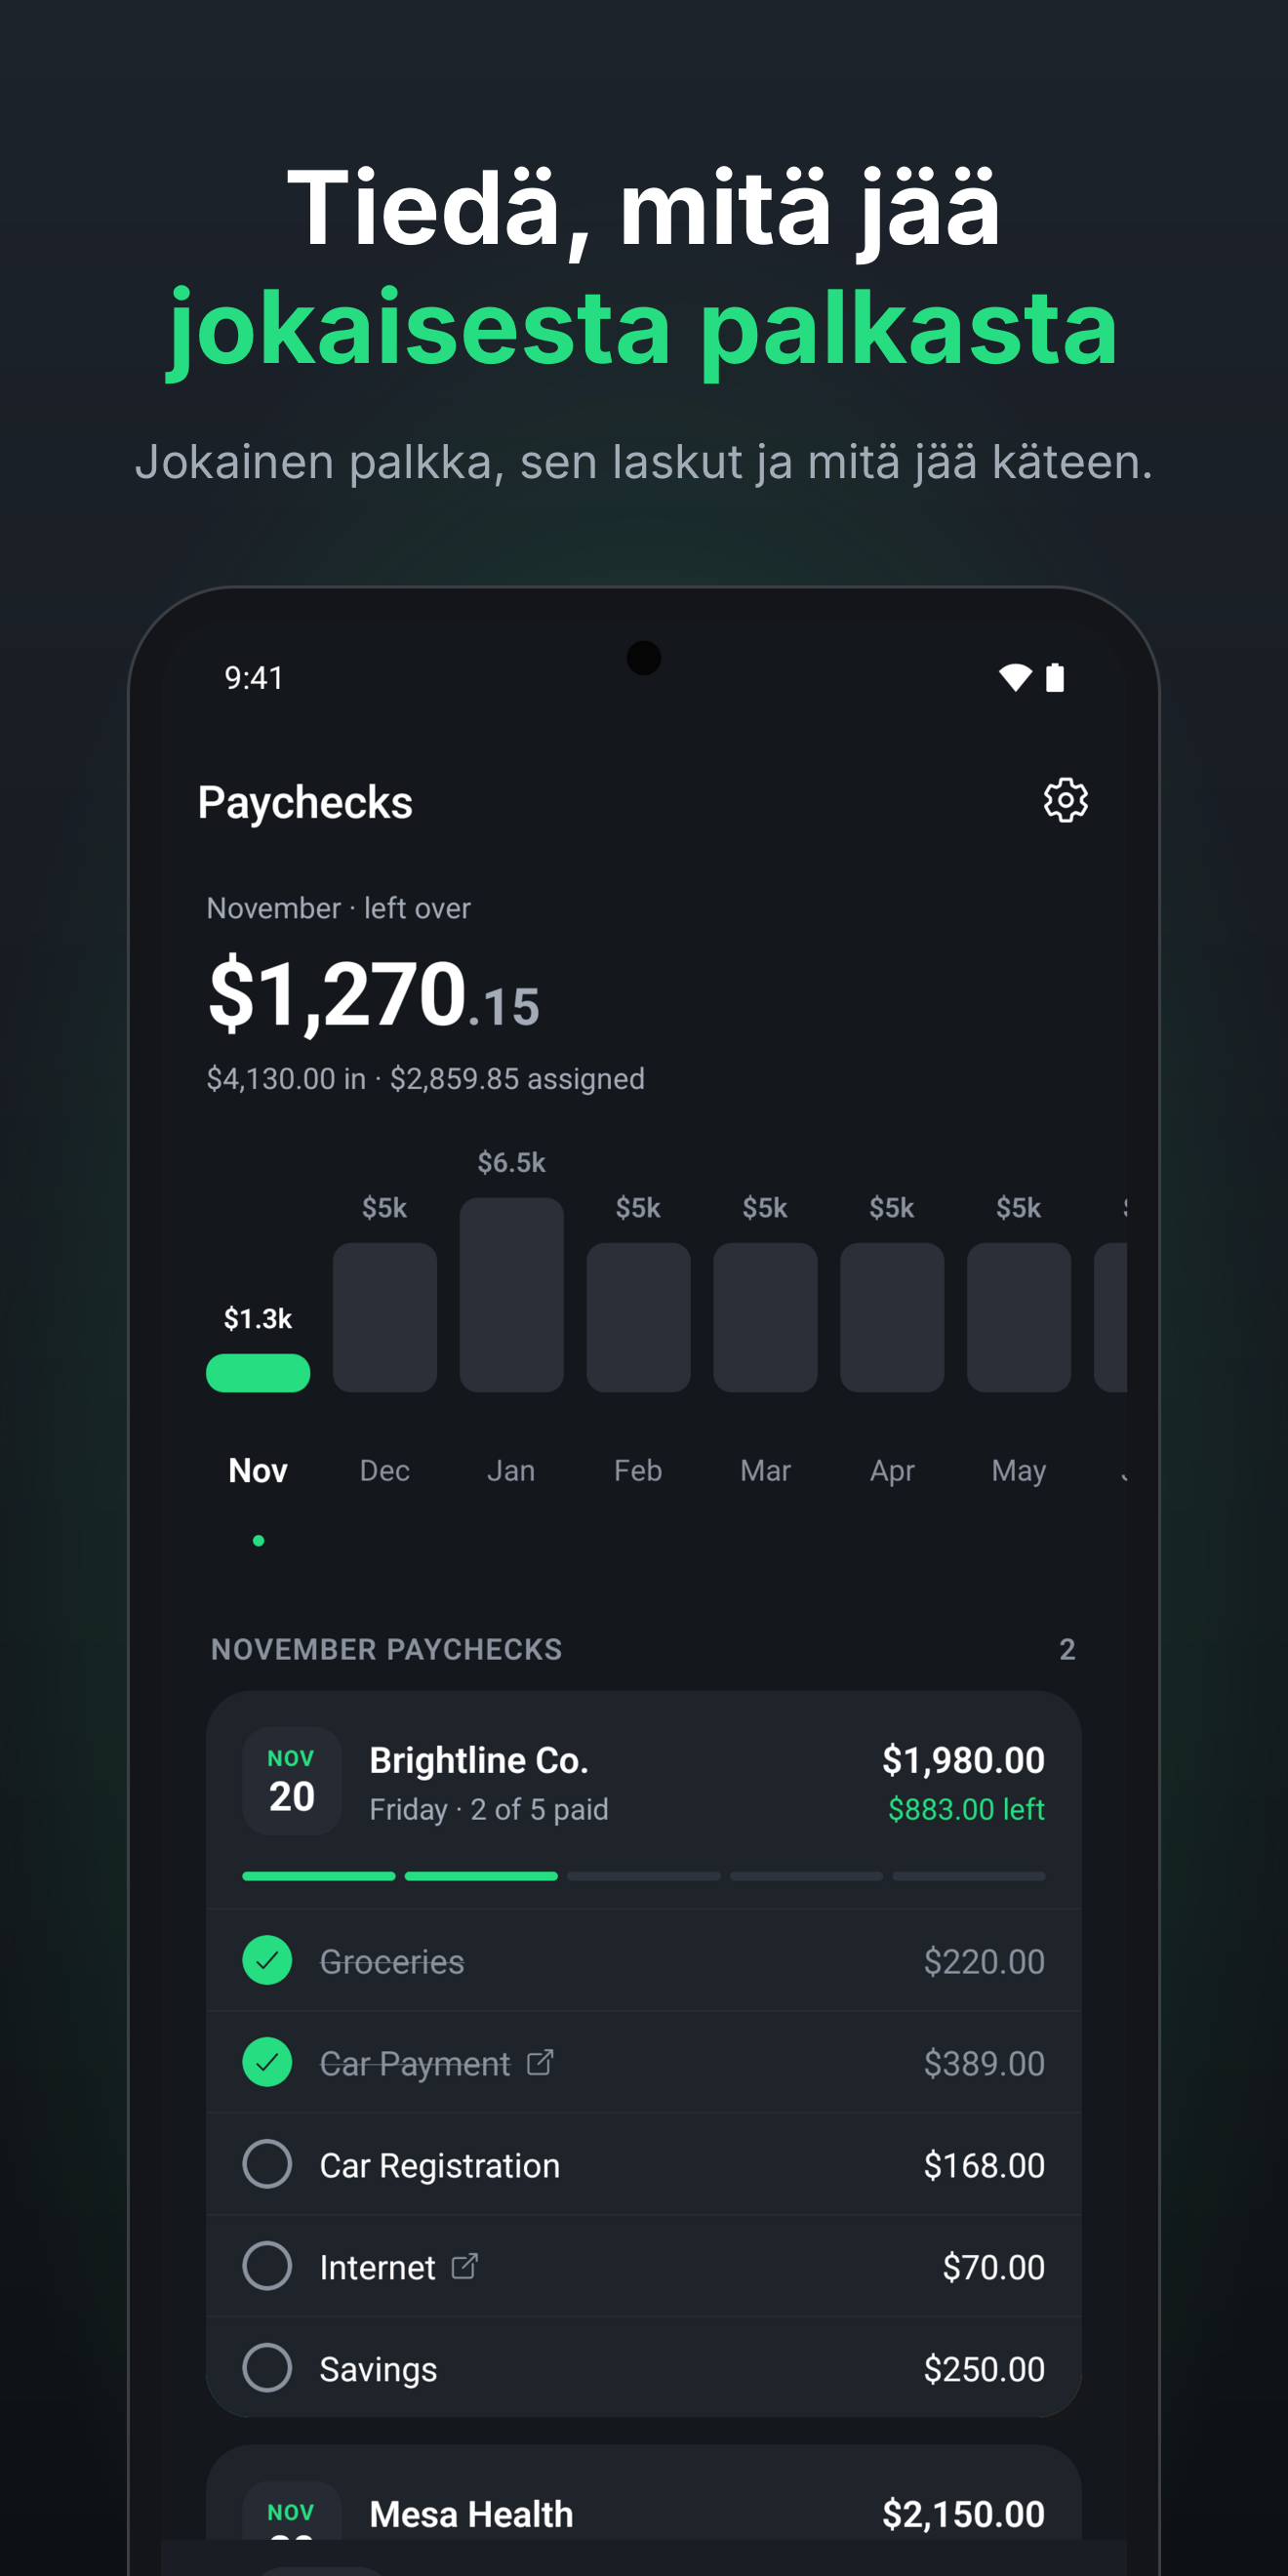 Tiedä, mitä jää
jokaisesta palkasta
Jokainen palkka, sen laskut ja mitä jää käteen.
9:41
Paychecks
November · left over
$1,270.15
$4,130.00 in · $2,859.85 assigned
$1.3k $5k $6.5k $5k $5k $5k $5k
Nov Dec Jan Feb Mar Apr May
NOVEMBER PAYCHECKS 2
NOV Brightline Co. $1,980.00
20 Friday · 2 of 5 paid $883.00 left
Groceries $220.00
Car Payment $389.00
Car Registration $168.00
Internet $70.00
Savings $250.00
NOV Mesa Health $2,150.00